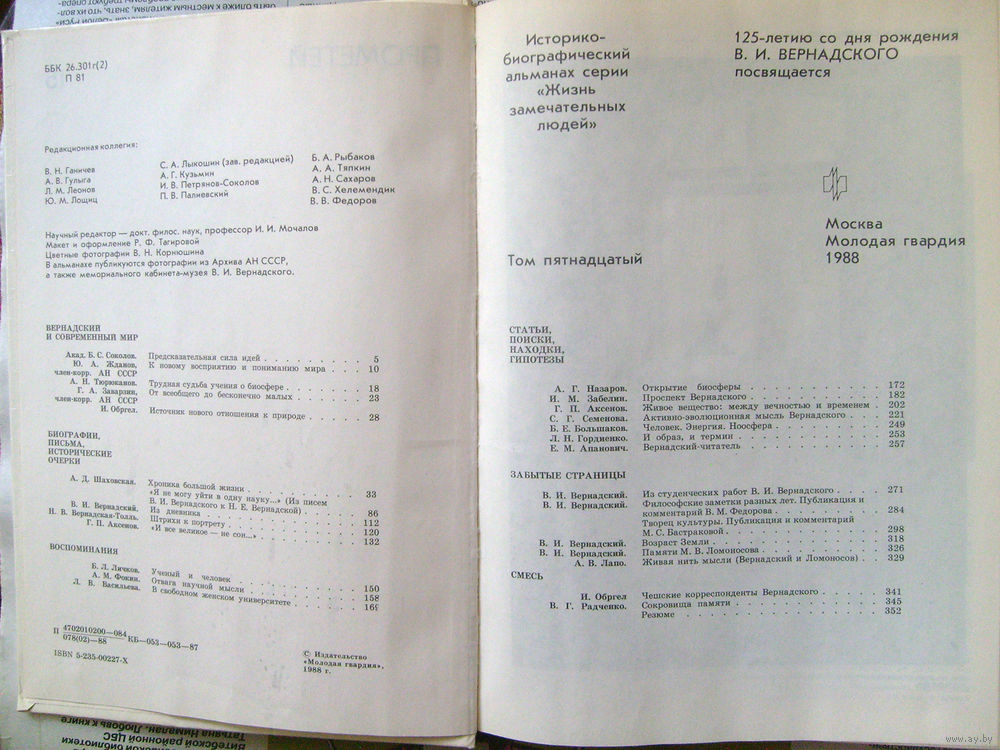 ББК 26.301г(2)
П 81
Редакционная коллегия:
В. Н. Ганичев
А. В. Гулыга
Л. М. Леонов
Ю. М. Лощиц
С. А. Лыкошин (зав. редакцией)
А. Г. Кузьмин
И. В. Петрянов-Соколов
П. В. Палиевский
Б. А. Рыбаков
А. А. Тяпкин
А. Н. Сахаров
В. С. Хелемендик
В. В. Федоров
Научный редактор — докт. филос. наук, профессор И. И. Мочалов
Макет и оформление Р. Ф. Тагировой
Цветные фотографии В. Н. Корнюшина
В альманахе публикуются фотографии из Архива АН СССР,
а также мемориального кабинета-музея В. И. Вернадского.
ВЕРНАДСКИЙ
И СОВРЕМЕННЫЙ МИР
Акад. Б. С. Соколов. Предсказательная сила идей . . . . . . . . 5
Ю. А. Жданов, К новому восприятию и пониманию мира . . . 10
член-корр. АН СССР
А. Н. Тюрюканов. Трудная судьба учения о биосфере . . . . . . . 18
Г. А. Заварзин, От всеобщего до бесконечно малых . . . . . . . 23
член-корр. АН СССР
И. Обргел. Источник нового отношения к природе . . . . . 28
БИОГРАФИИ,
ПИСЬМА,
ИСТОРИЧЕСКИЕ
ОЧЕРКИ
А. Д. Шаховская. Хроника большой жизни . . . . . . . . . . 33
«Я не могу уйти в одну науку...» (Из писем
В. И. Вернадского к Н. Е. Вернадской) . . . . . . 86
В. И. Вернадский. Из дневника . . . . . . . . . . . . . 112
Н. В. Вернадская-Толль. Штрихи к портрету . . . . . . . . . . . 120
Г. П. Аксенов. «И все великое — не сон...» . . . . . . . . 132
ВОСПОМИНАНИЯ
Б. Л. Личков. Ученый и человек . . . . . . . . . . . . 150
А. М. Фокин. Отвага научной мысли . . . . . . . . . . . 158
Л. В. Васильева. В свободном женском университете . . . . . . . 169
П 4702010200—084
078(02)—88 КБ—053—053—87
ISBN 5-235-00227-X
© Издательство
«Молодая гвардия»,
1988 г.
Историко-
биографический
альманах серии
«Жизнь
замечательных
людей»
125-летию со дня рождения
В. И. ВЕРНАДСКОГО
посвящается
Москва
Молодая гвардия
1988
Том пятнадцатый
СТАТЬИ,
ПОИСКИ,
НАХОДКИ,
ГИПОТЕЗЫ
А. Г. Назаров. Открытие биосферы . . . . . . . . . . . 172
И. М. Забелин. Проспект Вернадского . . . . . . . . . . 182
Г. П. Аксенов. Живое вещество: между вечностью и временем . 202
С. Г. Семенова. Активно-эволюционная мысль Вернадского . . . 221
Б. Е. Большаков. Человек. Энергия. Ноосфера . . . . . . . . 249
Л. Н. Гордиенко. И образ, и термин . . . . . . . . . . . 253
Е. М. Апанович. Вернадский-читатель . . . . . . . . . . . 257
ЗАБЫТЫЕ СТРАНИЦЫ
В. И. Вернадский. Из студенческих работ В. И. Вернадского . . . . 271
В. И. Вернадский. Философские заметки разных лет. Публикация и
комментарий В. М. Федорова . . . . . . . . . 284
Творец культуры. Публикация и комментарий
М. С. Бастраковой . . . . . . . . . . . . . 298
В. И. Вернадский. Возраст Земли . . . . . . . . . . . . . 318
В. И. Вернадский. Памяти М. В. Ломоносова . . . . . . . . . 326
А. В. Лапо. Живая нить мысли (Вернадский и Ломоносов) . . 329
СМЕСЬ
И. Обргел Чешские корреспонденты Вернадского . . . . . 341
В. Г. Радченко. Сокровища памяти . . . . . . . . . . . . 345
Резюме . . . . . . . . . . . . . . . . 352
www.ay.by